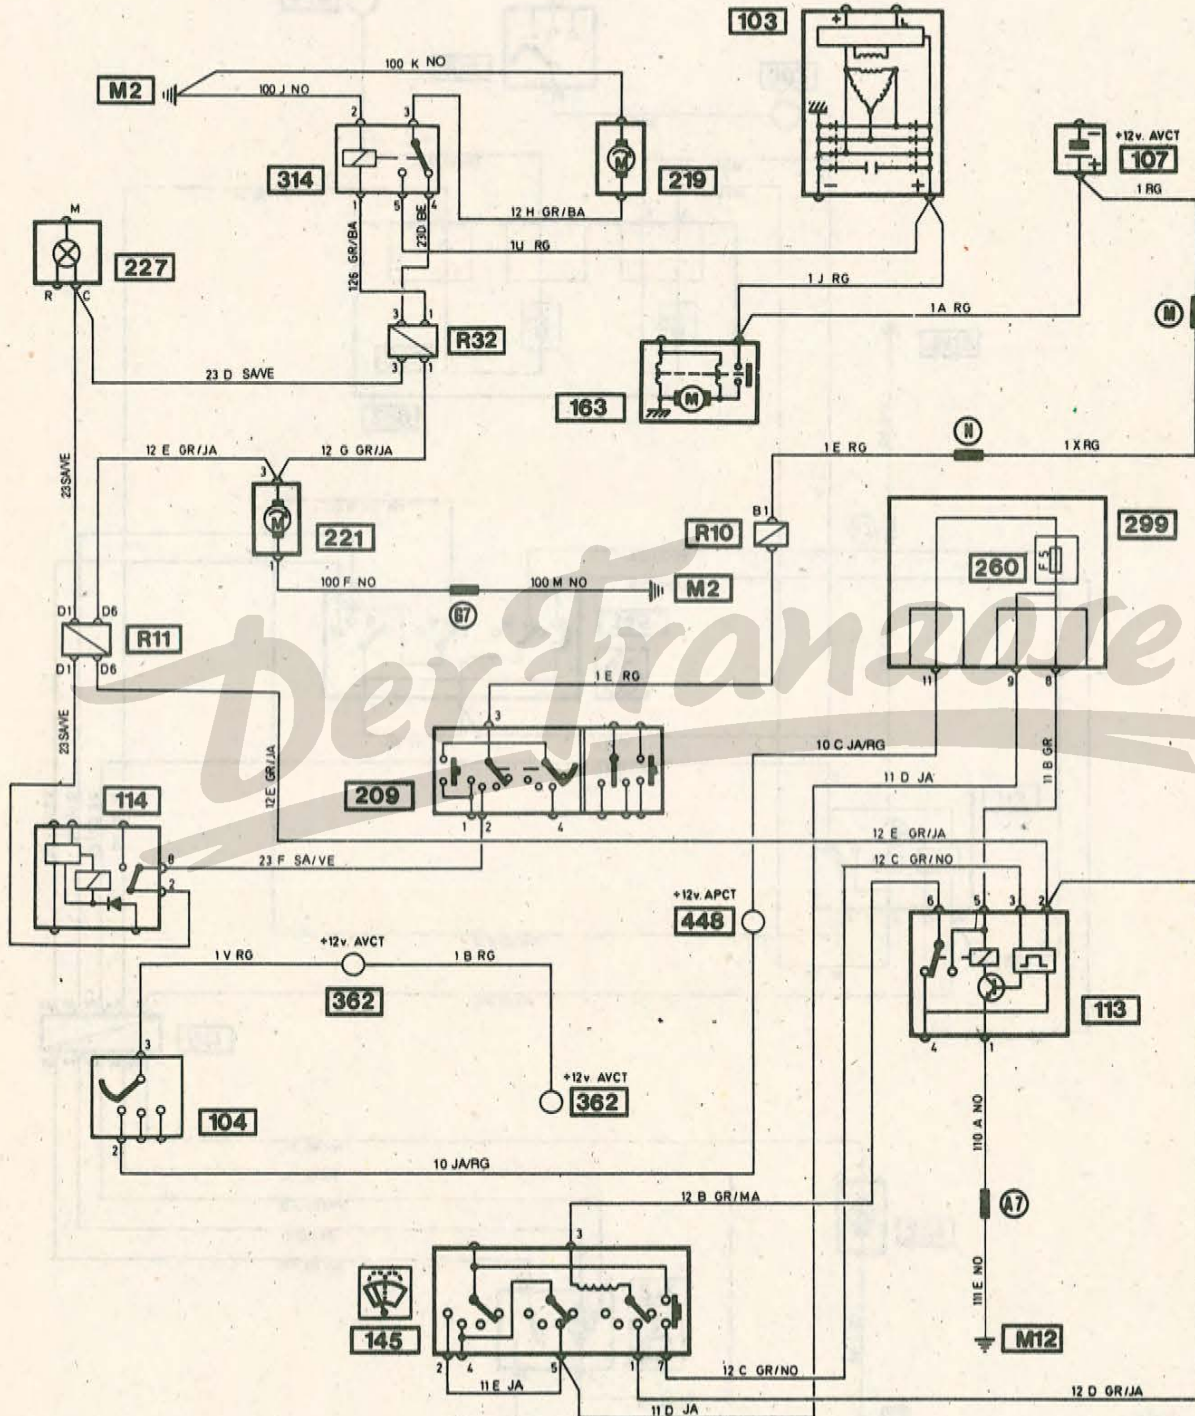 103
100 K NO
M2
100 J NO
+
L
2
3
314
M
219
-
+
-
+
+12v. AVCT
107
1 RG
1
5
4
12 H GR/BA
23D BE
126 GR/BA
1U RG
M
227
R
C
1 J RG
1 A RG
M
3
1
R32
3
1
23 D SA/VE
163
M
12 E GR/JA
12 G GR/JA
23SA/VE
3
M
221
1
1 E RG
N
1 X RG
B1
R10
299
260
F 5
100 F NO
G7
100 M NO
M2
D1
D6
R11
D1
D6
Der Franzose
11
9
8
1 E RG
3
23SA/VE
12E GR/JA
10 C JA/RG
11 B GR
11 D JA
209
1
2
4
114
8
2
23 F SA/VE
12 E GR/JA
12 C GR/NO
+12v. APCT
448
6
5
3
2
+12v. AVCT
1 V RG
1 B RG
362
113
4
1
3
104
2
+12v AVCT
362
110 A NO
10 JA/RG
12 B GR/MA
A7
3
111 E NO
145
M12
2
4
5
1
7
12 C GR/NO
11 E JA
12 D GR/JA
11 D JA